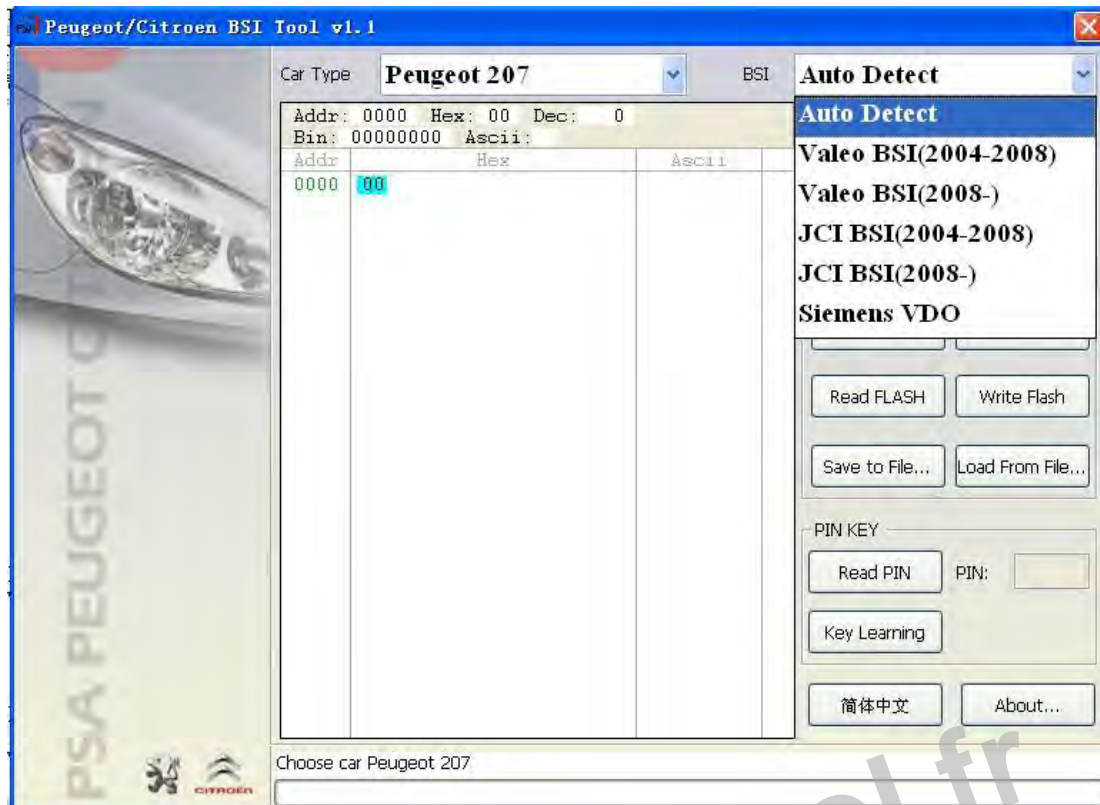 Peugeot/Citroen BSI Tool v1.1
Car Type Peugeot 207 BSI Auto Detect
Auto Detect
Valeo BSI(2004-2008)
Valeo BSI(2008-)
JCI BSI(2004-2008)
JCI BSI(2008-)
Siemens VDO
Addr: 0000 Hex: 00 Dec: 0
Bin: 00000000 Ascii:
Addr Hex Ascii
0000 00
Read FLASH Write Flash
Save to File... Load From File...
PIN KEY
Read PIN PIN:
Key Learning
简体中文 About...
PSA PEUGEOT
CITROËN
Choose car Peugeot 207